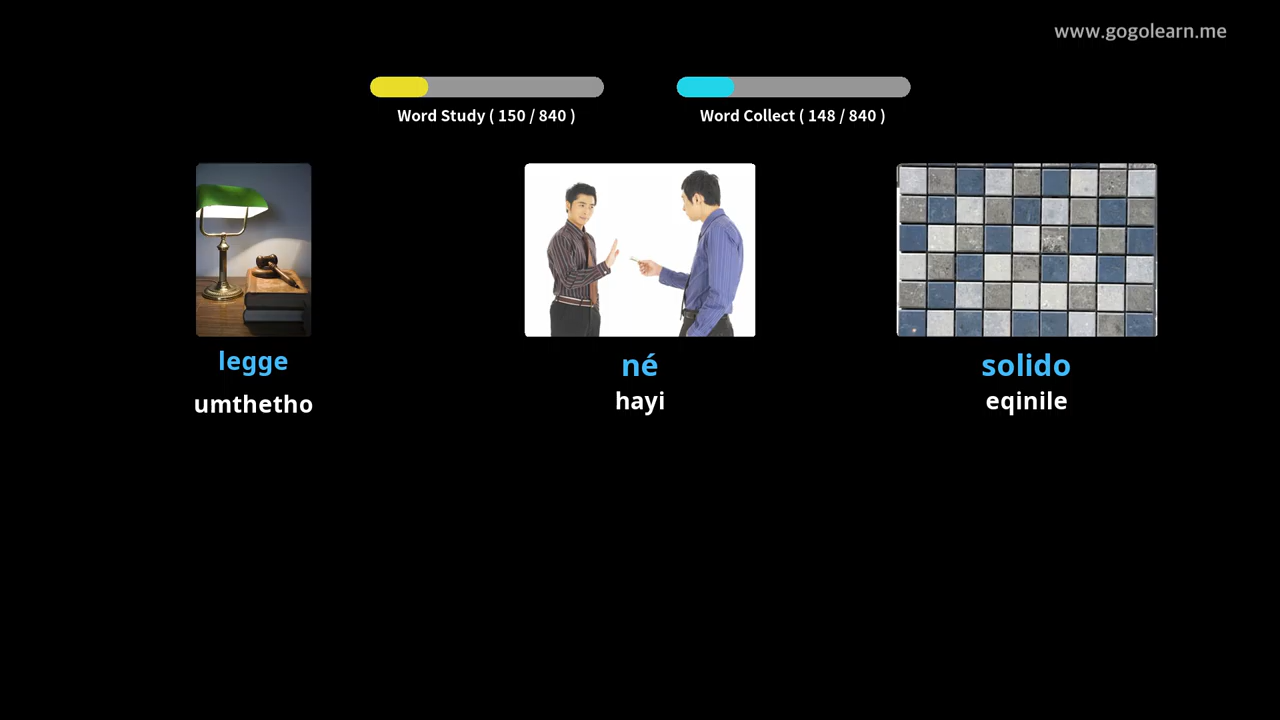 www.gogolearn.me
Word Study ( 150 / 840 )
Word Collect ( 148 / 840 )
legge
umthetho
né
hayi
solido
eqinile